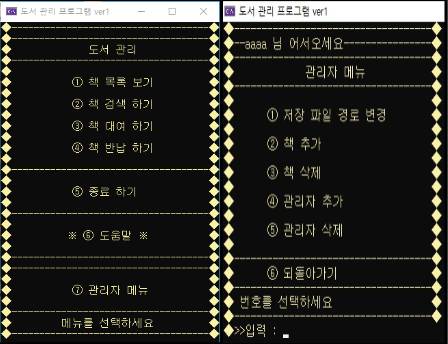 도서 관리 프로그램 ver1
도서 관리
① 책 목록 보기
② 책 검색 하기
③ 책 대여 하기
④ 책 반납 하기
⑤ 종료 하기
※ ⑥ 도움말 ※
⑦ 관리자 메뉴
메뉴를 선택하세요
도서 관리 프로그램 ver1
aaaa 님 어서오세요
관리자 메뉴
① 저장 파일 경로 변경
② 책 추가
③ 책 삭제
④ 관리자 추가
⑤ 관리자 삭제
⑥ 되돌아가기
번호를 선택하세요
>>입력 :